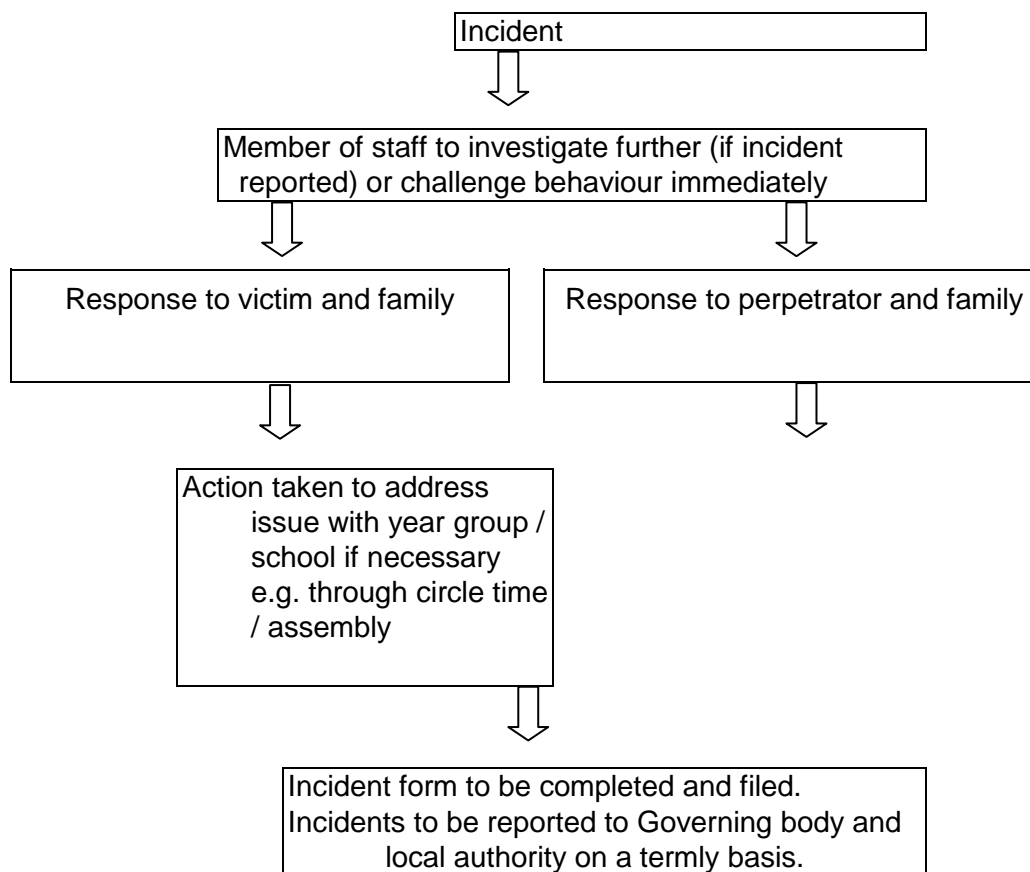 Incident
Member of staff to investigate further (if incident
reported) or challenge behaviour immediately
Response to victim and family
Response to perpetrator and family
Action taken to address
issue with year group /
school if necessary
e.g. through circle time
/ assembly
Incident form to be completed and filed.
Incidents to be reported to Governing body and
local authority on a termly basis.